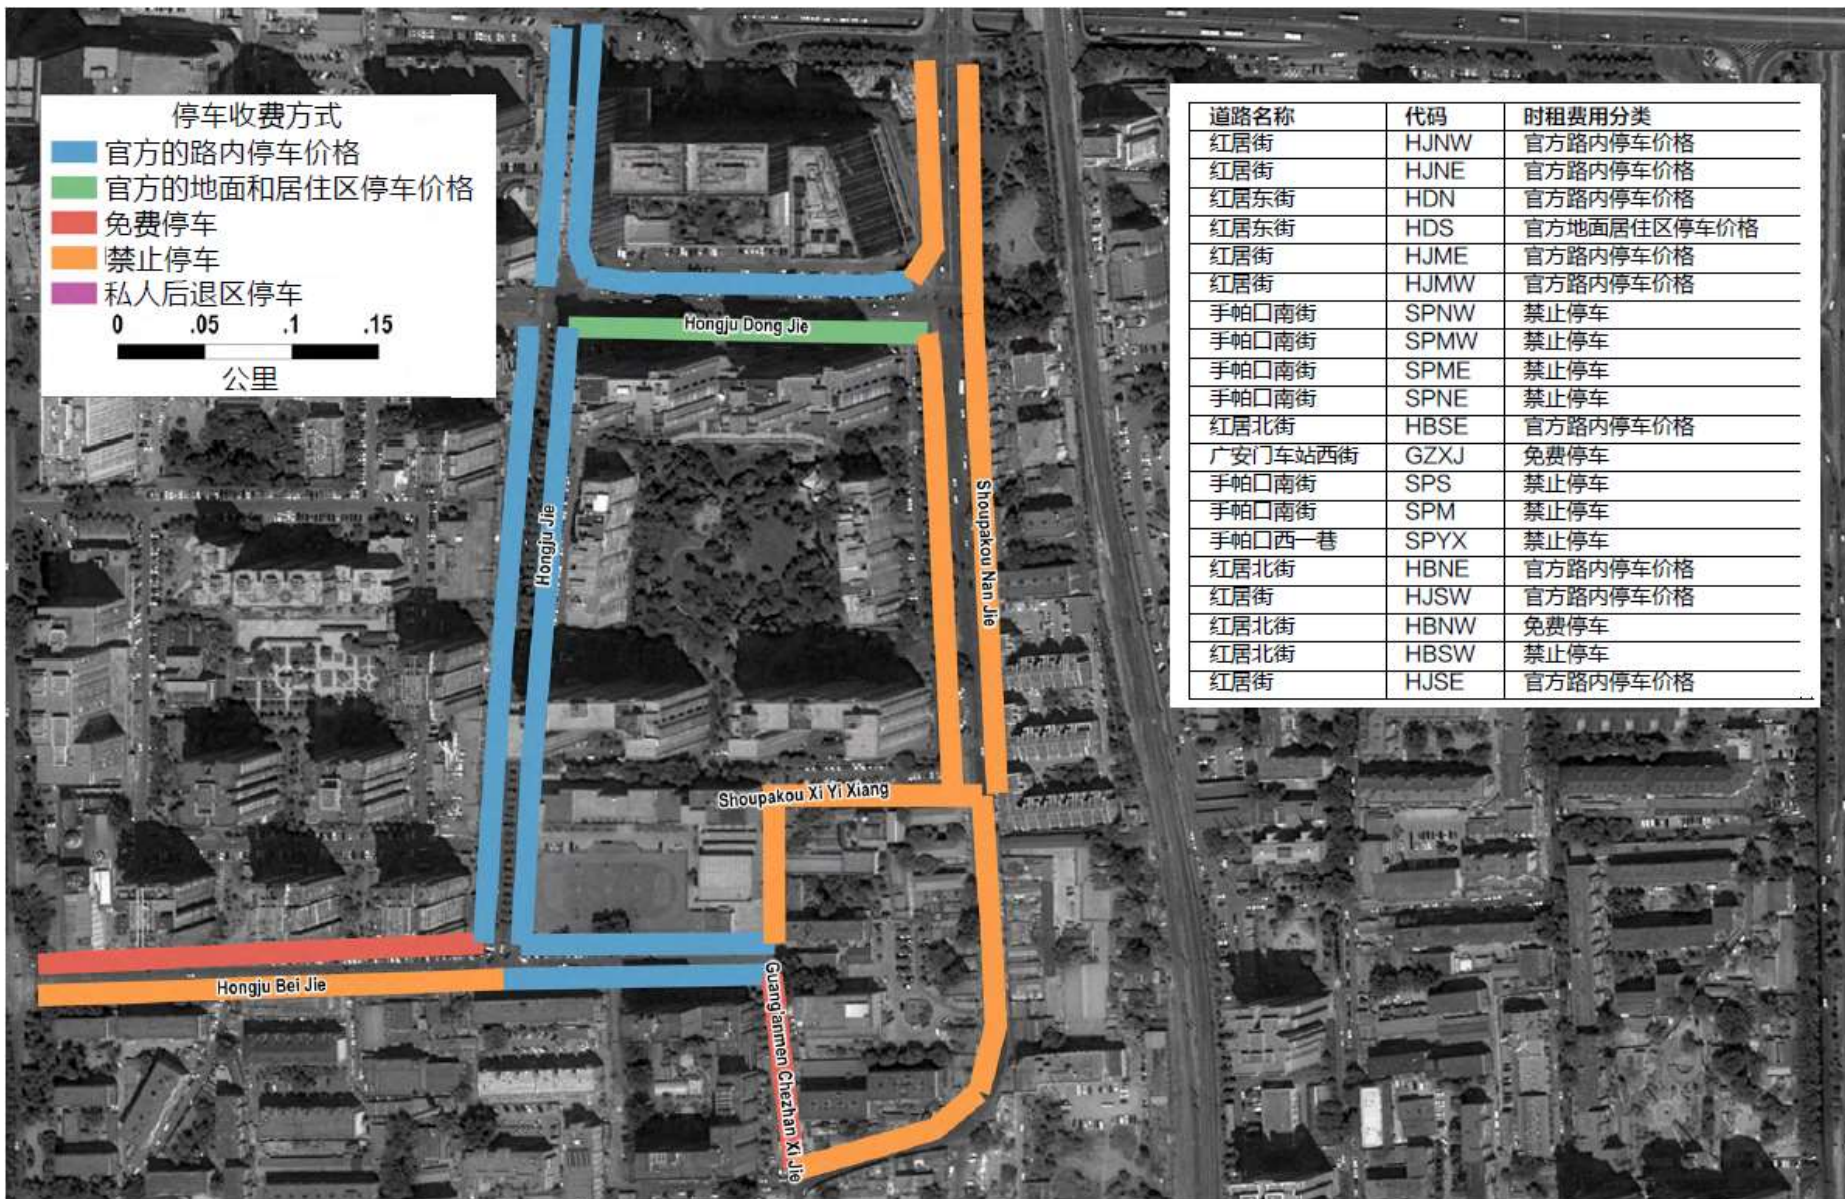 停车收费方式
官方的路内停车价格
官方的地面和居住区停车价格
免费停车
禁止停车
私人后退区停车
0 .05 .1 .15
公里
道路名称 代码 时租费用分类
红居街 HJNW 官方路内停车价格
红居街 HJNE 官方路内停车价格
红居东街 HDN 官方路内停车价格
红居东街 HDS 官方地面居住区停车价格
红居街 HJME 官方路内停车价格
红居街 HJMW 官方路内停车价格
手帕口南街 SPNW 禁止停车
手帕口南街 SPMW 禁止停车
手帕口南街 SPME 禁止停车
手帕口南街 SPNE 禁止停车
红居北街 HBSE 官方路内停车价格
广安门车站西街 GZXJ 免费停车
手帕口南街 SPS 禁止停车
手帕口南街 SPM 禁止停车
手帕口西一巷 SPYX 禁止停车
红居北街 HBNE 官方路内停车价格
红居街 HJSW 官方路内停车价格
红居北街 HBNW 免费停车
红居北街 HBSW 禁止停车
红居街 HJSE 官方路内停车价格
Hongju Dong Jie
Hongju Jie
Shoupakou Nan Jie
Shoupakou Xi Yi Xiang
Hongju Bei Jie
Guang'anmen Chezhan Xi Jie